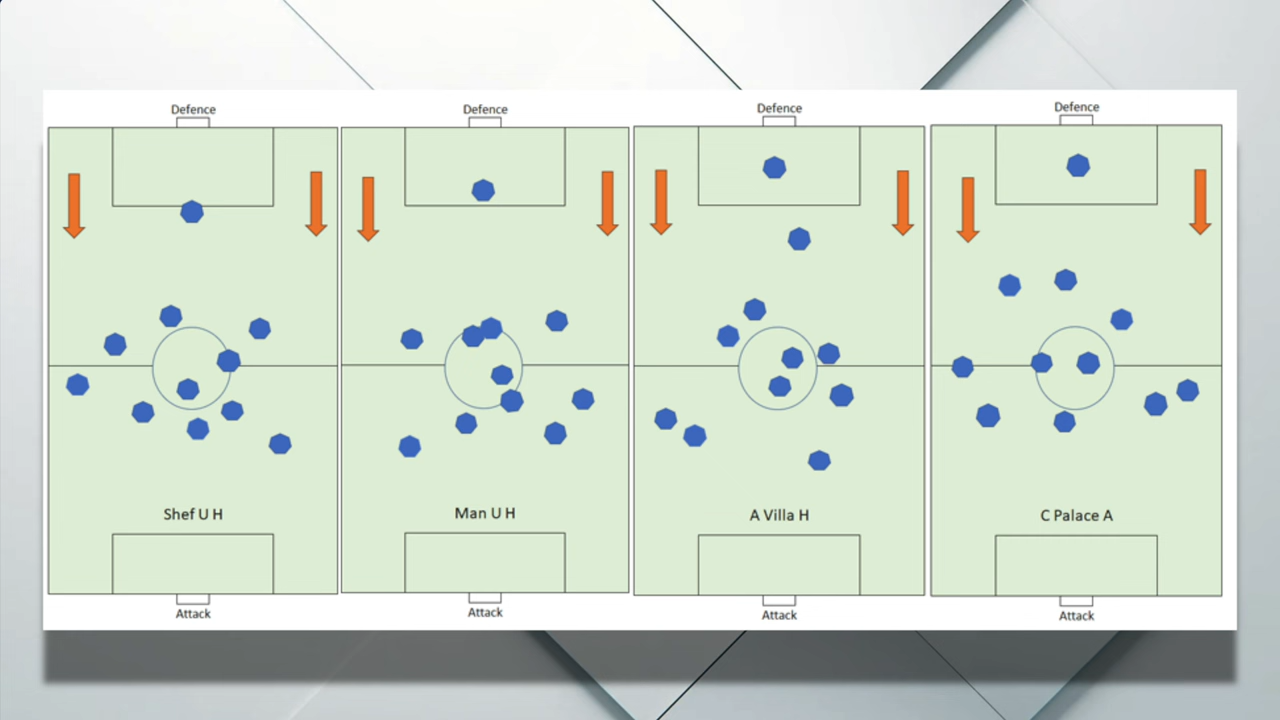 Defence
Defence
Defence
Defence
Shef U H
Man U H
A Villa H
C Palace A
Attack
Attack
Attack
Attack